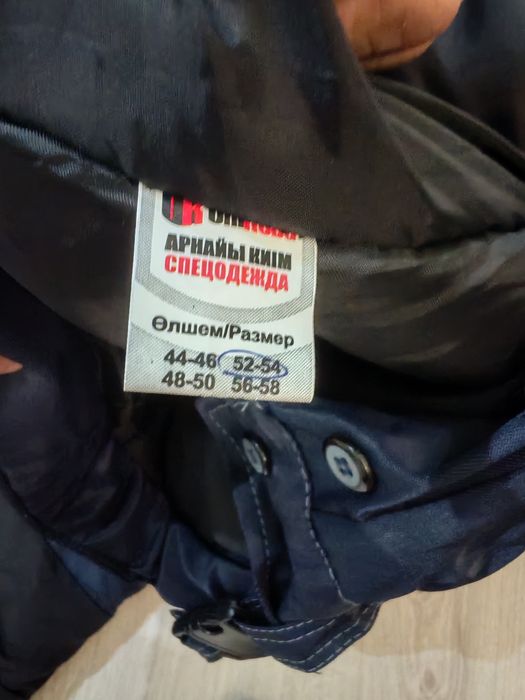 АРНАЙЫ КИІМ
СПЕЦОДЕЖДА
Өлшем/Размер
44-46 52-54
48-50 56-58